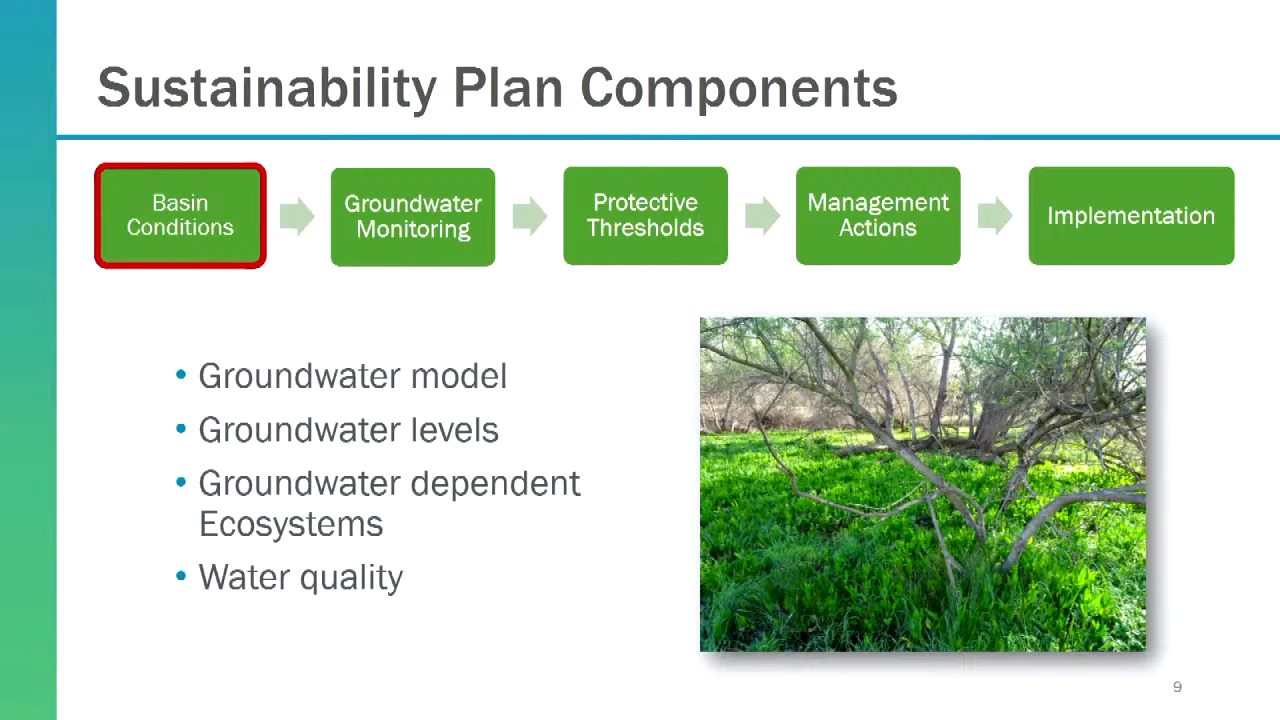 Sustainability Plan Components
Basin
Conditions
Groundwater
Monitoring
Protective
Thresholds
Management
Actions
Implementation
• Groundwater model
• Groundwater levels
• Groundwater dependent
Ecosystems
• Water quality
9